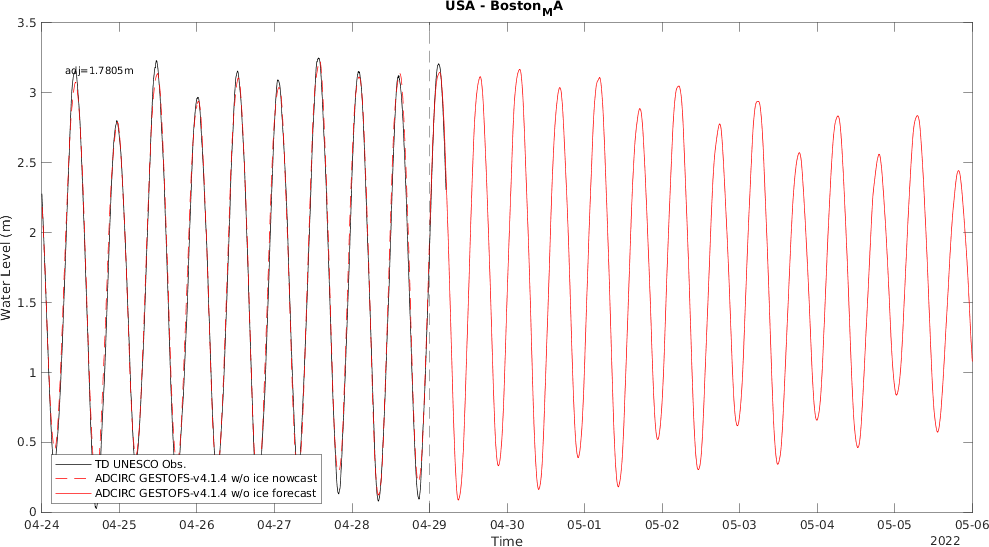 USA - Boston_MA
adj=1.7805m
3.5
3
2.5
2
1.5
1
0.5
0
Water Level (m)
TD UNESCO Obs.
ADCIRC GESTOFS-v4.1.4 w/o ice nowcast
ADCIRC GESTOFS-v4.1.4 w/o ice forecast
04-24 04-25 04-26 04-27 04-28 04-29 04-30 05-01 05-02 05-03 05-04 05-05 05-06
Time
2022